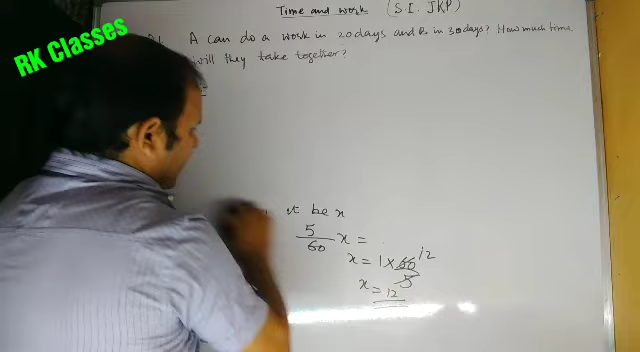 Time and work (S.I. JKP)
RK Classes
A can do a work in 20 days and B in 30 days? How much time
will they take together?
it be x
5/60 x =
x = 1 × 60/5 12
x = 12